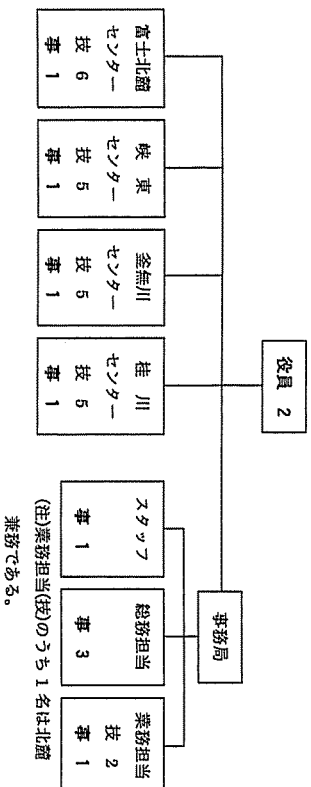 役員 2
事務局
富士北麓
センター
技 6
事 1
峡東
センター
技 5
事 1
釜無川
センター
技 5
事 1
桂川
センター
技 5
事 1
スタッフ
事 1
総務担当
事 3
業務担当
技 2
事 1
(注)業務担当(技)のうち1名は北麓
兼務である。